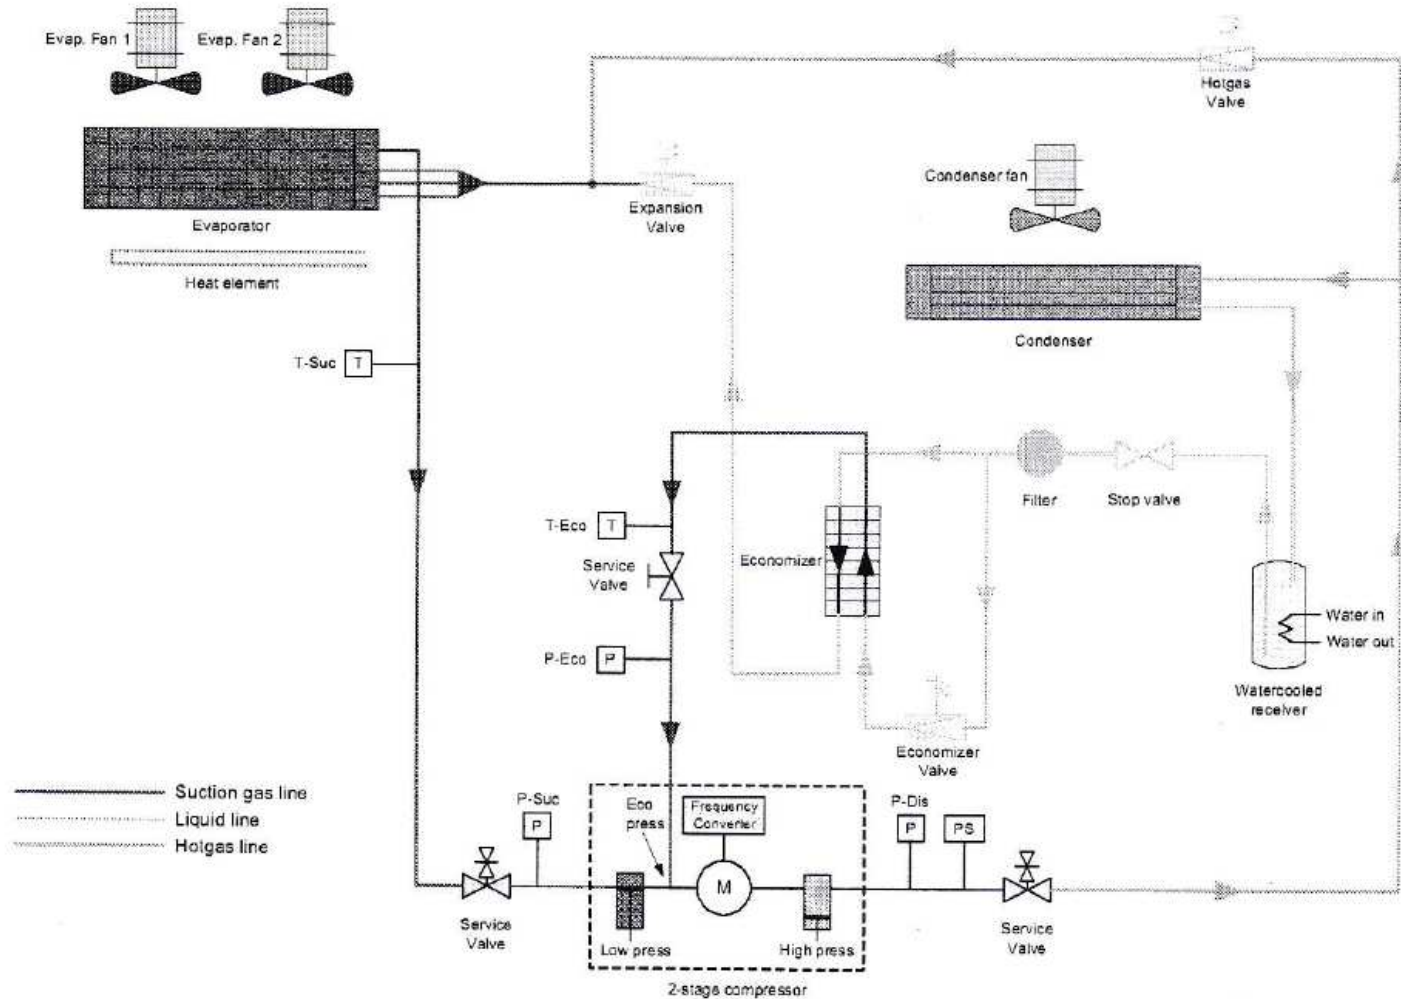 Evap. Fan 1
Evap. Fan 2
Hotgas
Valve
Condenser fan
Expansion
Valve
Evaporator
Heat element
Condenser
T-Suc
T
Filter
Stop valve
T-Eco
T
Service
Valve
Economizer
Water in
Water out
P-Eco
P
Watercooled
receiver
Economizer
Valve
Suction gas line
Liquid line
Hotgas line
P-Suc
P
Eco
press
Frequency
Converter
P-Dis
P
PS
M
Service
Valve
Low press
High press
Service
Valve
2-stage compressor